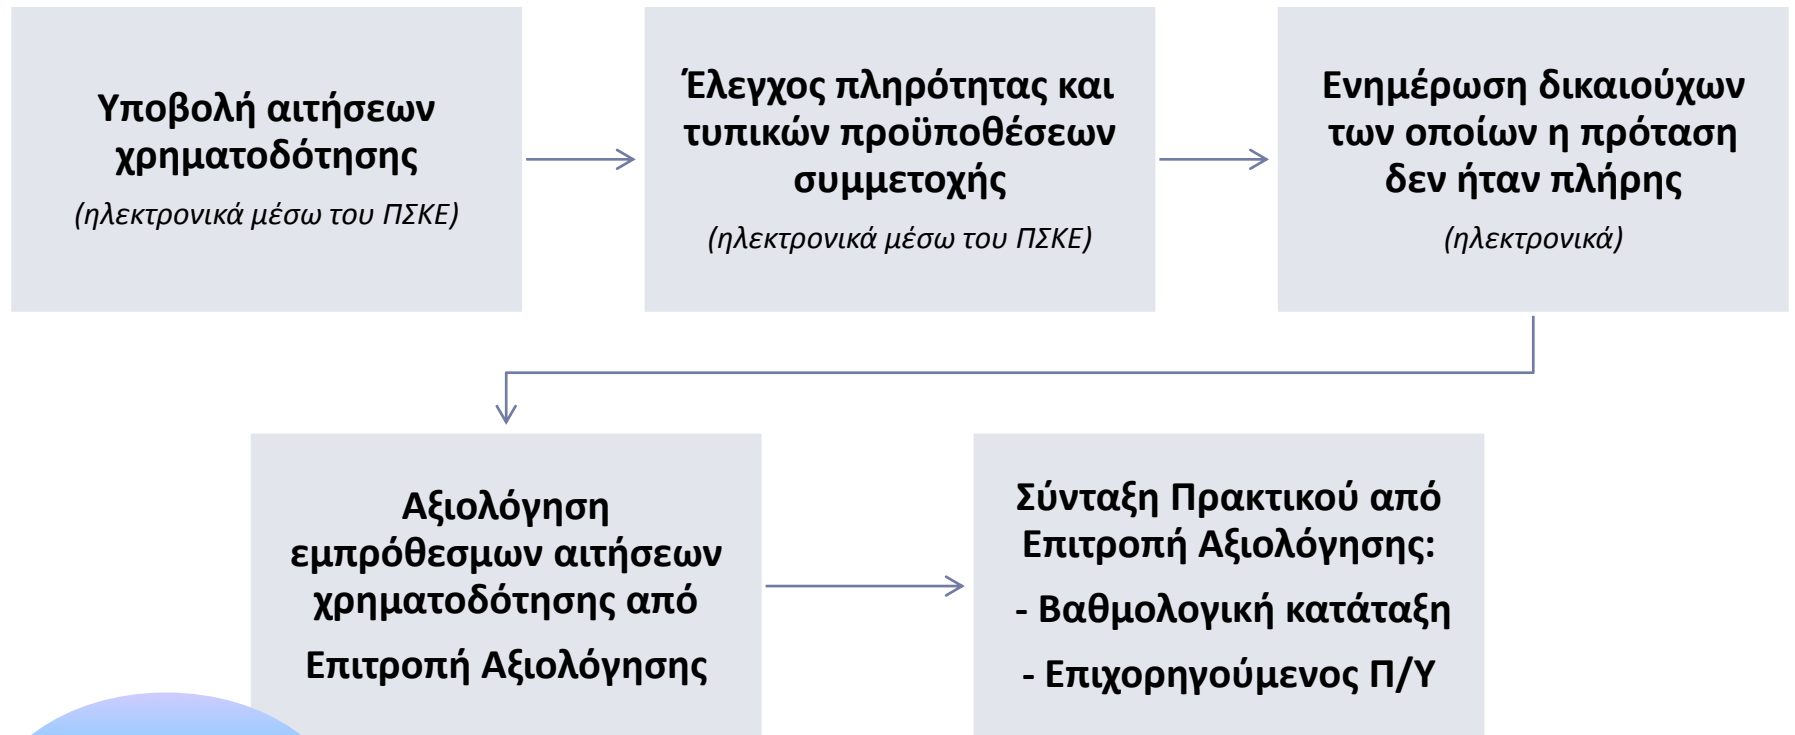 Υποβολή αιτήσεων
χρηματοδότησης
(ηλεκτρονικά μέσω του ΠΣΚΕ)
Έλεγχος πληρότητας και
τυπικών προϋποθέσεων
συμμετοχής
(ηλεκτρονικά μέσω του ΠΣΚΕ)
Ενημέρωση δικαιούχων
των οποίων η πρόταση
δεν ήταν πλήρης
(ηλεκτρονικά)
Αξιολόγηση
εμπρόθεσμων αιτήσεων
χρηματοδότησης από
Επιτροπή Αξιολόγησης
Σύνταξη Πρακτικού από
Επιτροπή Αξιολόγησης:
- Βαθμολογική κατάταξη
- Επιχορηγούμενος Π/Υ